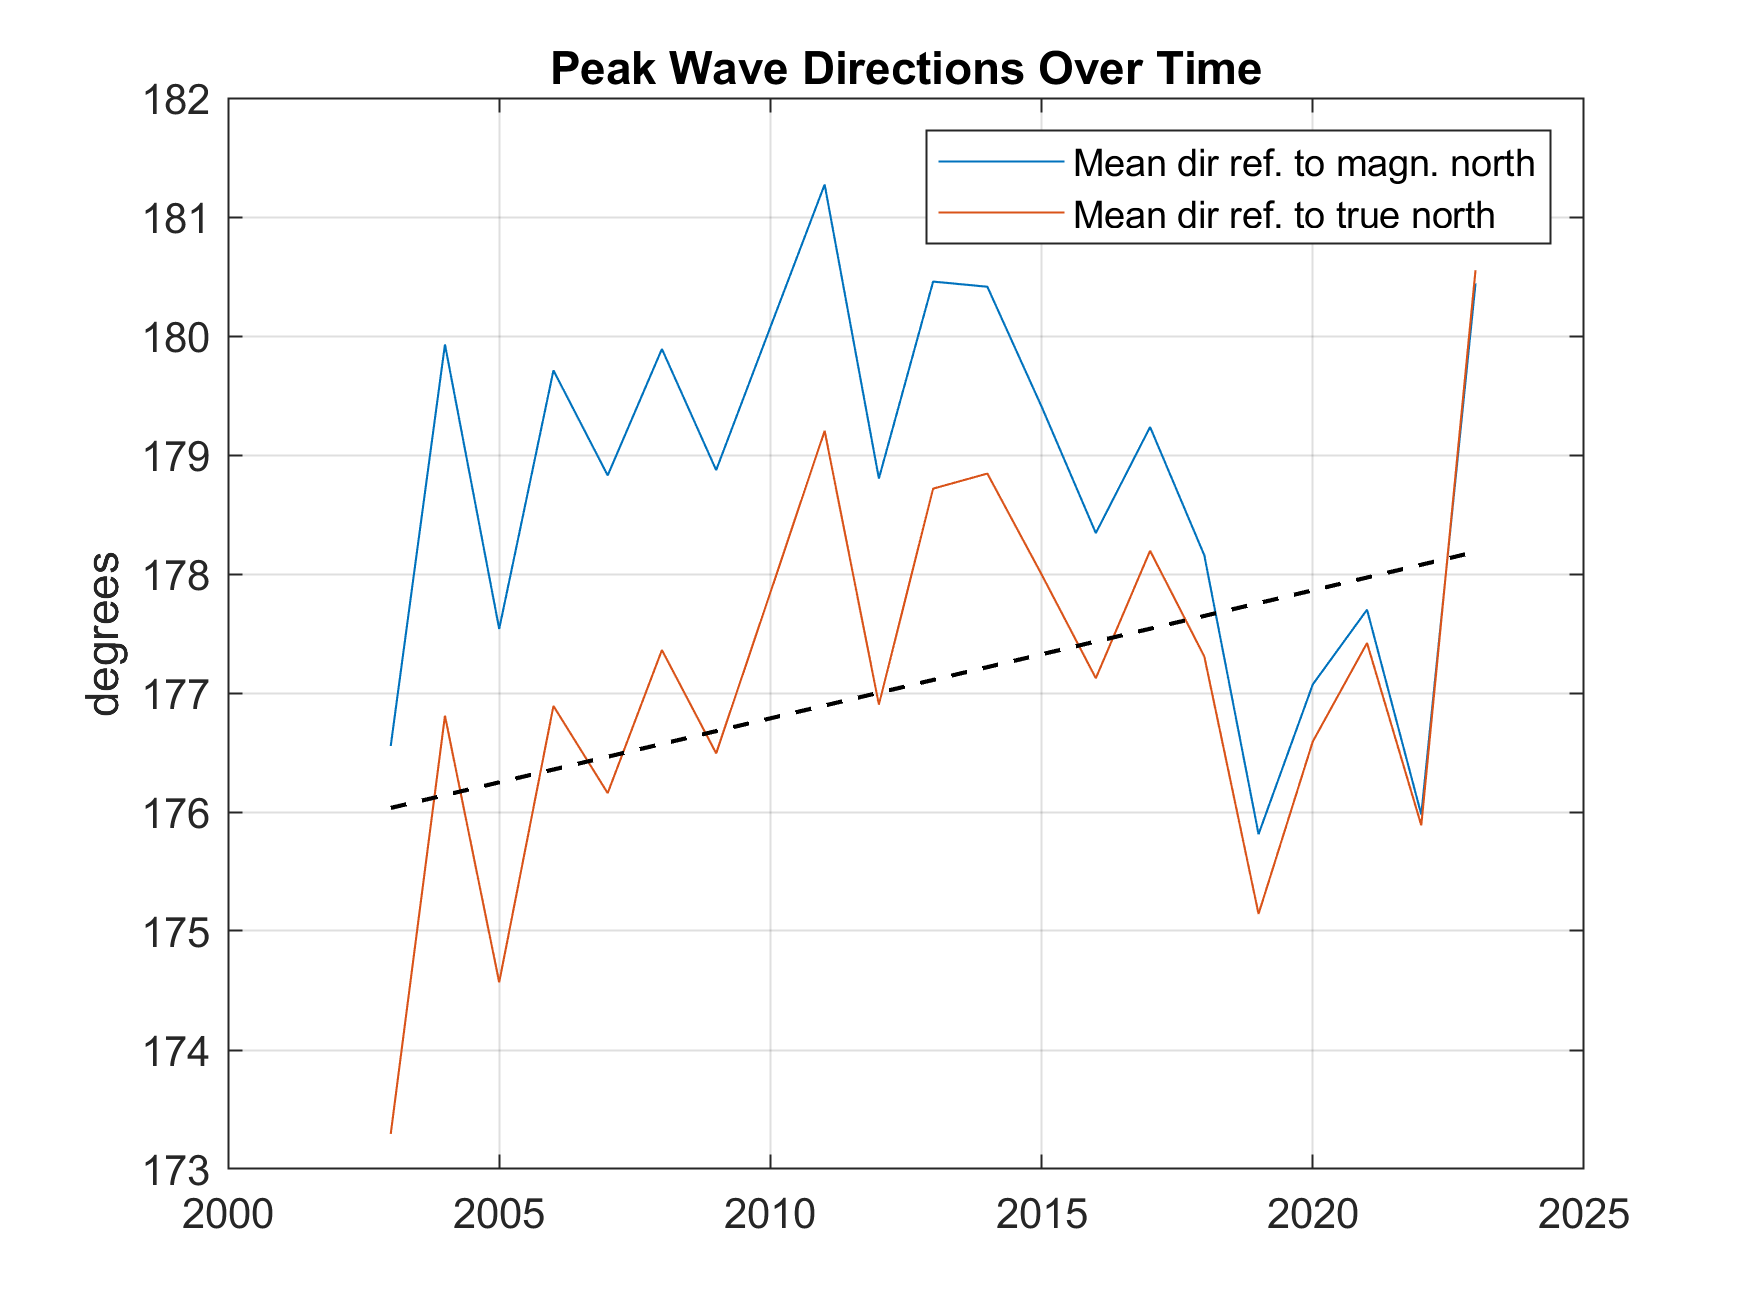 Peak Wave Directions Over Time
182
181
180
179
178
177
176
175
174
173
degrees
Mean dir ref. to magn. north
Mean dir ref. to true north
2000 2005 2010 2015 2020 2025